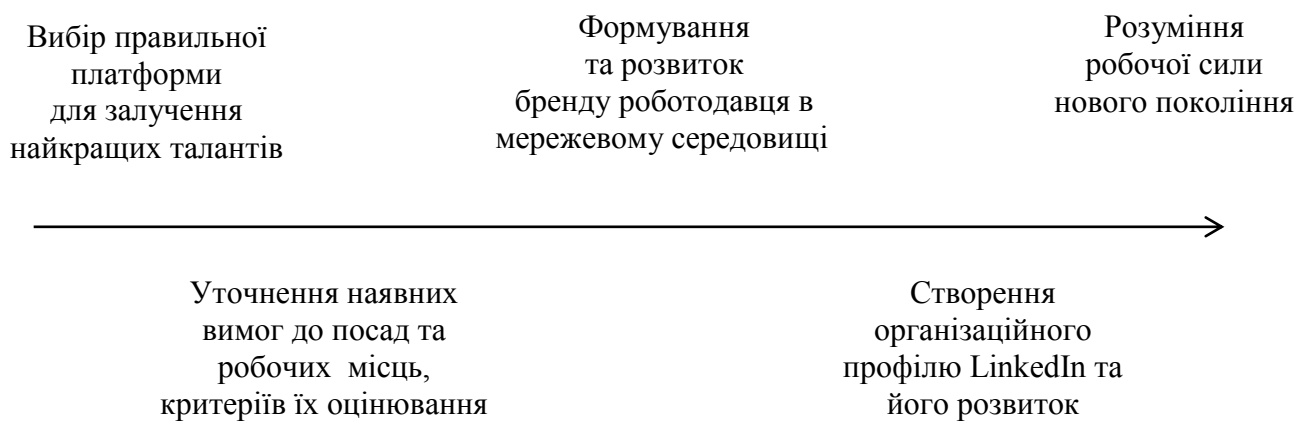 Вибір правильної
платформи
для залучення
найкращих талантів
Формування
та розвиток
бренду роботодавця в
мережевому середовищі
Розуміння
робочої сили
нового покоління
Уточнення наявних
вимог до посад та
робочих місць,
критеріїв їх оцінювання
Створення
організаційного
профілю LinkedIn та
його розвиток